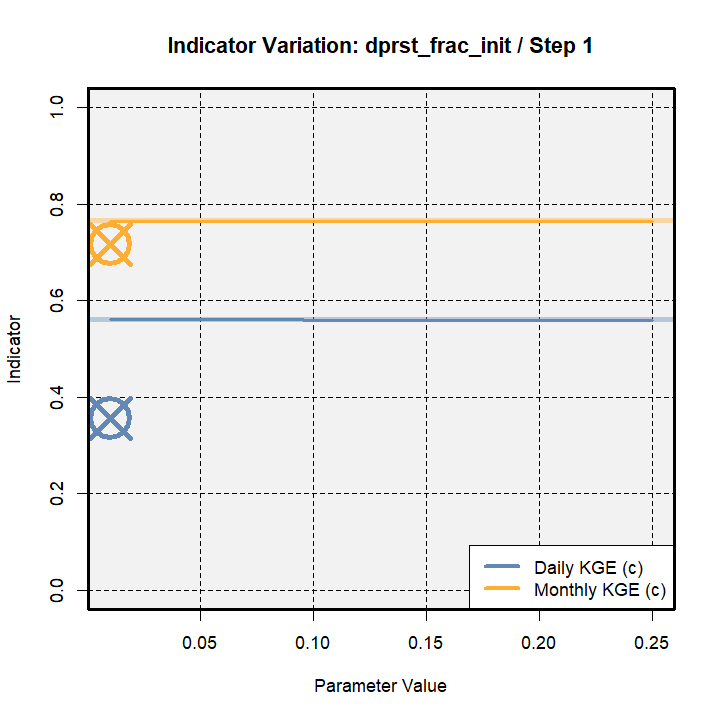 Indicator Variation: dprst_frac_init / Step 1
Indicator
1.0
0.8
0.6
0.4
0.2
0.0
Daily KGE (c)
Monthly KGE (c)
0.05 0.10 0.15 0.20 0.25
Parameter Value